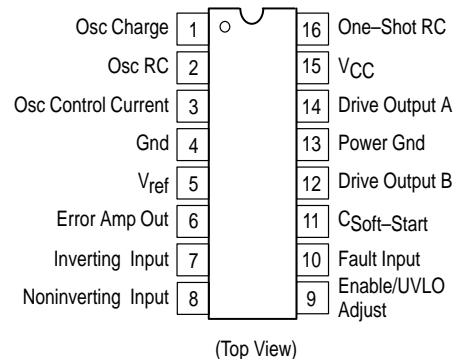 Osc Charge 1 16 One–Shot RC
Osc RC 2 15 VCC
Osc Control Current 3 14 Drive Output A
Gnd 4 13 Power Gnd
Vref 5 12 Drive Output B
Error Amp Out 6 11 CSoft–Start
Inverting Input 7 10 Fault Input
Noninverting Input 8 9 Enable/UVLO
Adjust
(Top View)